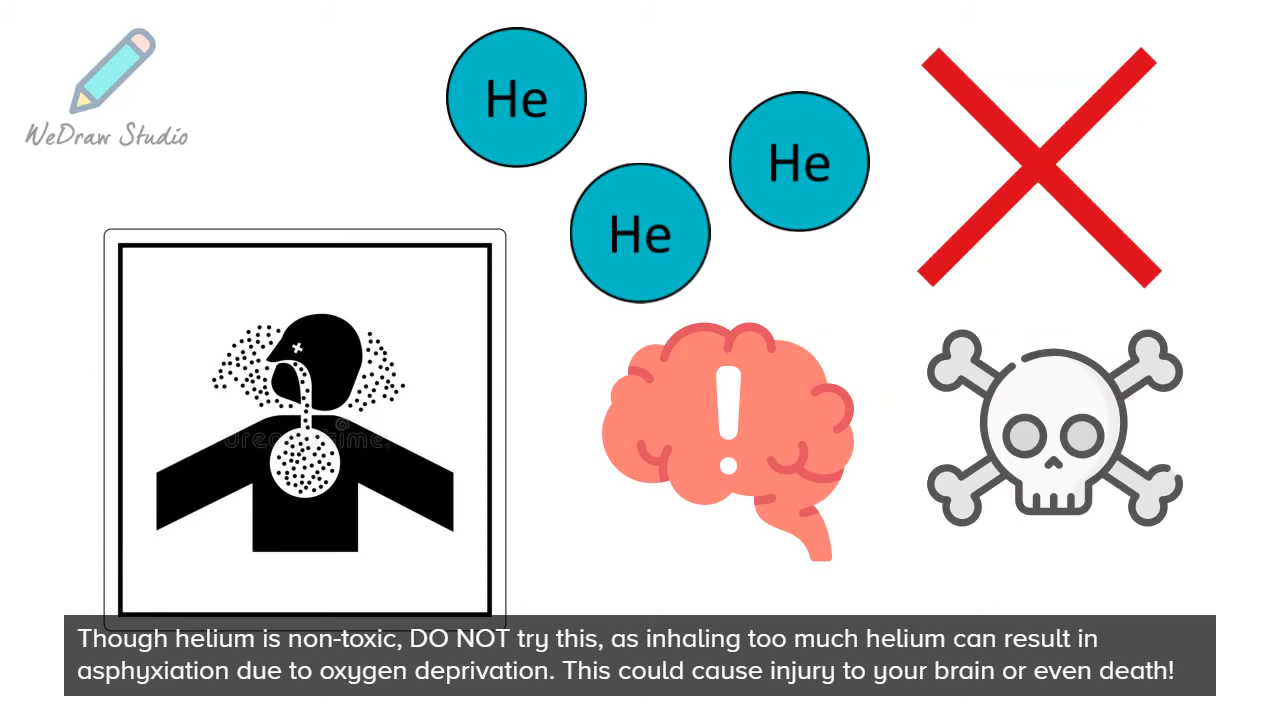 WeDraw Studio
He
He
He
dreamstime.
Though helium is non-toxic, DO NOT try this, as inhaling too much helium can result in
asphyxiation due to oxygen deprivation. This could cause injury to your brain or even death!